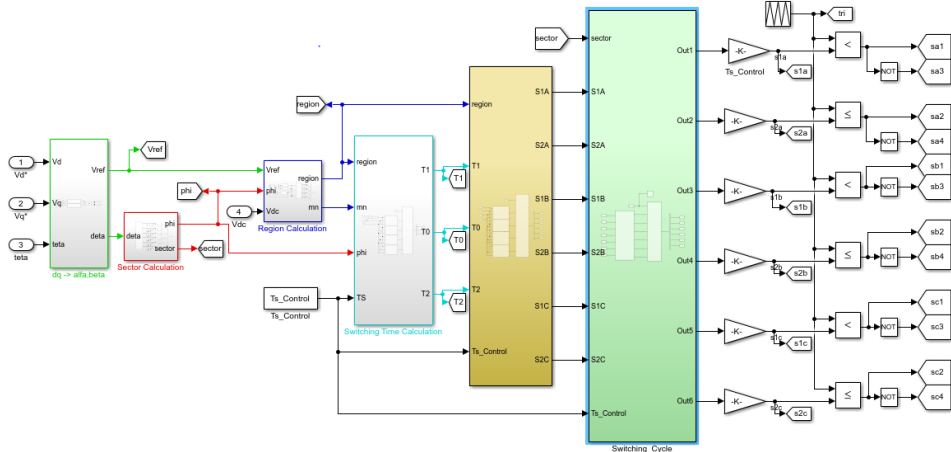 1
Vd*
2
Vq*
3
teta
Vd
Vq
teta
Vref
deta
dq -> alfa,beta
Vref
deta
phi
sector
Sector Calculation
phi
sector
region
4
Vdc
Vref
phi
Vdc
region
mn
Region Calculation
Ts_Control
Ts_Control
region
mn
phi
TS
T1
T0
T2
Switching Time Calculation
T1
T0
T2
region
T1
T0
T2
Ts_Control
S1A
S2A
S1B
S2B
S1C
S2C
sector
sector
S1A
S2A
S1B
S2B
S1C
S2C
Ts_Control
Out1
Out2
Out3
Out4
Out5
Out6
Switching_Cycle
-K-
Ts_Control
-K-
-K-
-K-
-K-
-K-
s1a
s1a
s2a
s2a
s1b
s1b
s2b
s2b
s1c
s1c
s2c
s2c
tri
<
≤
<
≤
<
≤
NOT
NOT
NOT
NOT
NOT
NOT
sa1
sa3
sa2
sa4
sb1
sb3
sb2
sb4
sc1
sc3
sc2
sc4